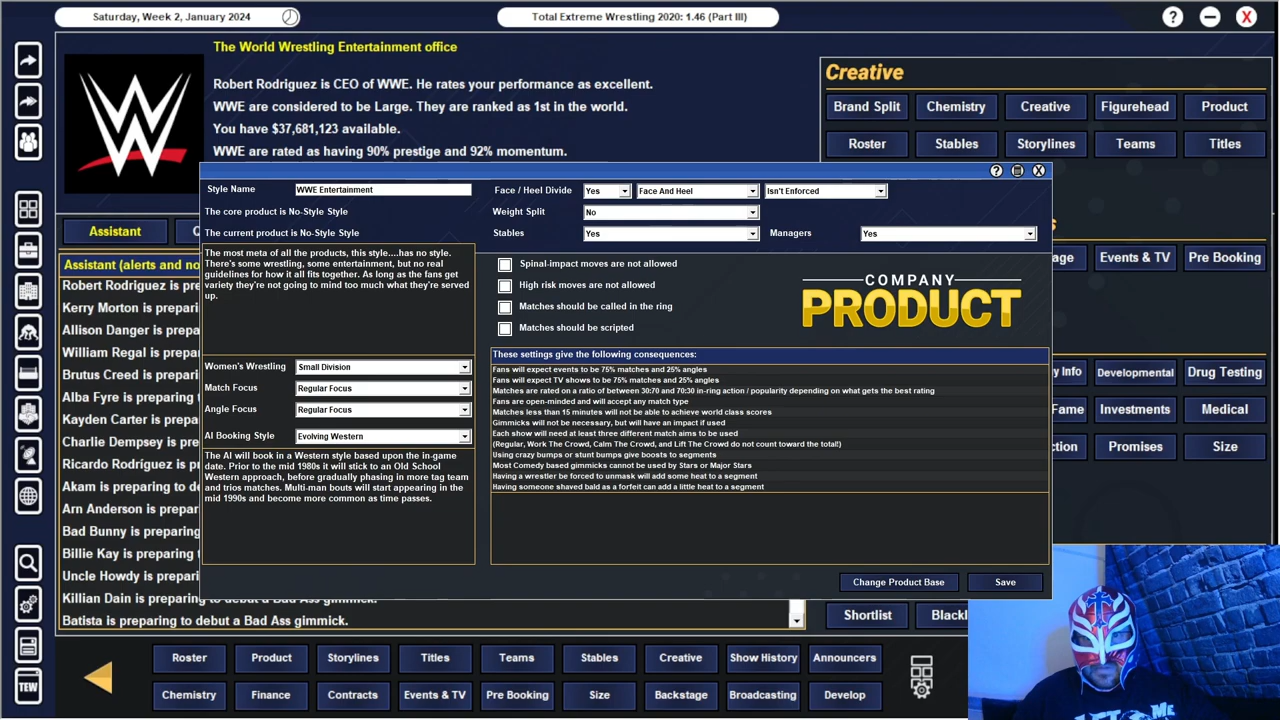 Saturday, Week 2, January 2024
Total Extreme Wrestling 2020: 1.46 (Part III)
?
X
The World Wrestling Entertainment office
Robert Rodriguez is CEO of WWE. He rates your performance as excellent.
WWE are considered to be Large. They are ranked as 1st in the world.
You have $37,681,123 available.
WWE are rated as having 90% prestige and 92% momentum.
Creative
Brand Split
Chemistry
Creative
Figurehead
Product
Roster
Stables
Storylines
Teams
Titles
Assistant
Events & TV
Pre Booking
Developmental
Drug Testing
Investments
Medical
Promises
Size
Shortlist
Assistant (alerts and no
Robert Rodriguez is pre
Kerry Morton is preparing
Allison Danger is preparin
William Regal is preparing
Brutus Creed is preparin
Alba Fyre is preparing to
Kayden Carter is preparin
Charlie Dempsey is prepa
Ricardo Rodríguez is pre
Akam is preparing to deb
Arn Anderson is preparing
Bad Bunny is preparing t
Billie Kay is preparing to
Uncle Howdy is preparin
Killian Dain is preparing to debut a Bad Ass gimmick.
Batista is preparing to debut a Bad Ass gimmick.
Style Name
WWE Entertainment
The core product is No-Style Style
The current product is No-Style Style
The most meta of all the products, this style....has no style.
There's some wrestling, some entertainment, but no real
guidelines for how it all fits together. As long as the fans get
variety they're not going to mind too much what they're served
up.
Women's Wrestling
Small Division
Match Focus
Regular Focus
Angle Focus
Regular Focus
AI Booking Style
Evolving Western
The AI will book in a Western style based upon the in-game
date. Prior to the mid 1980s it will stick to an Old School
Western approach, before gradually phasing in more tag team
and trios matches. Multi-man bouts will start appearing in the
mid 1990s and become more common as time passes.
Face / Heel Divide
Yes
Face And Heel
Isn't Enforced
Weight Split
No
Stables
Yes
Managers
Yes
Spinal-impact moves are not allowed
High risk moves are not allowed
Matches should be called in the ring
Matches should be scripted
COMPANY
PRODUCT
These settings give the following consequences:
Fans will expect events to be 75% matches and 25% angles
Fans will expect TV shows to be 75% matches and 25% angles
Matches are rated on a ratio of between 30:70 and 70:30 in-ring action / popularity depending on what gets the best rating
Fans are open-minded and will accept any match type
Matches less than 15 minutes will not be able to achieve world class scores
Gimmicks will not be necessary, but will have an impact if used
Each show will need at least three different match aims to be used
(Regular, Work The Crowd, Calm The Crowd, and Lift The Crowd do not count toward the total!)
Using crazy bumps or stunt bumps give boosts to segments
Most Comedy based gimmicks cannot be used by Stars or Major Stars
Having a wrestler be forced to unmask will add some heat to a segment
Having someone shaved bald as a forfeit can add a little heat to a segment
Change Product Base
Save
Roster
Product
Storylines
Titles
Teams
Stables
Creative
Show History
Announcers
Chemistry
Finance
Contracts
Events & TV
Pre Booking
Size
Backstage
Broadcasting
Develop
TEW